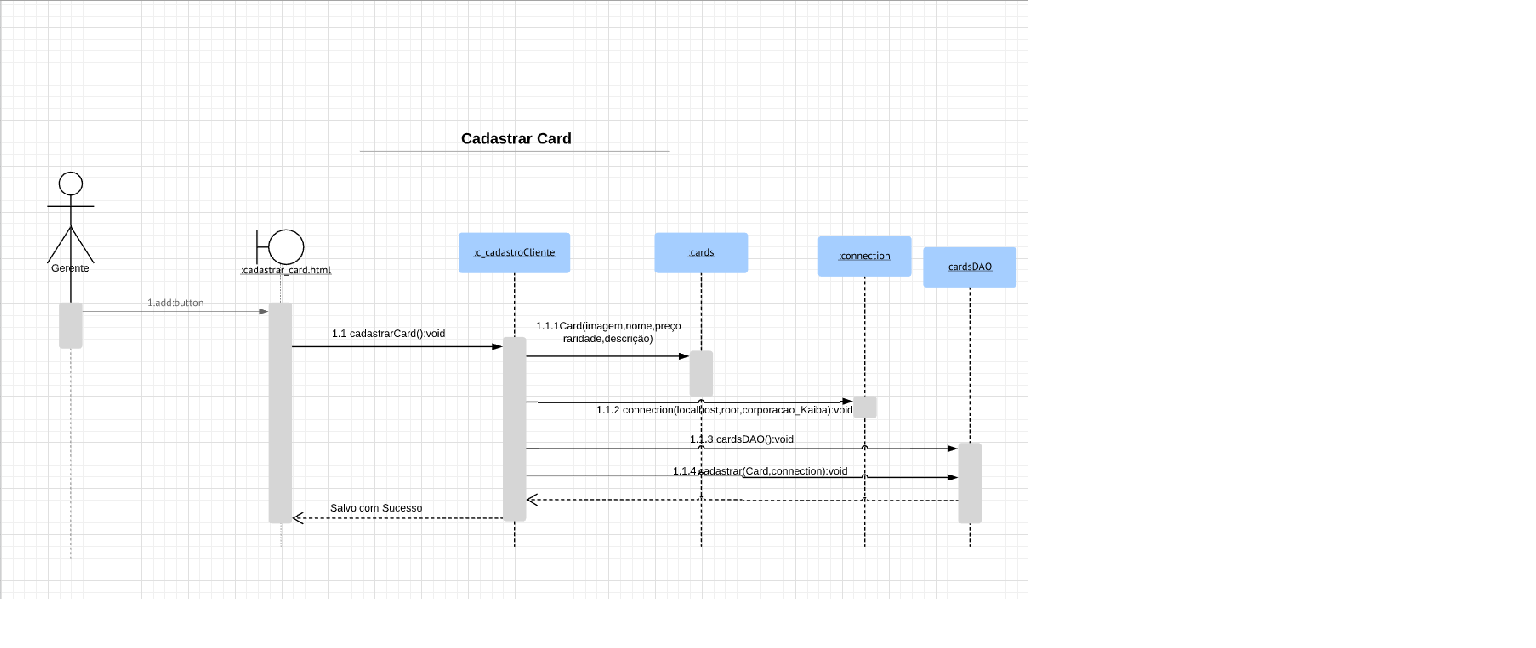 Cadastrar Card
Gerente
:cadastrar_card.html
:c_cadastroCliente
:cards
:connection
cardsDAO
1.add:button
1.1 cadastrarCard():void
1.1.1Card(imagem,nome,preço
raridade,descrição)
1.1.2 connection(localhost,root,corporacao_Kaiba):void
1.1.3 cardsDAO():void
1.1.4 cadastrar(Card,connection):void
Salvo com Sucesso